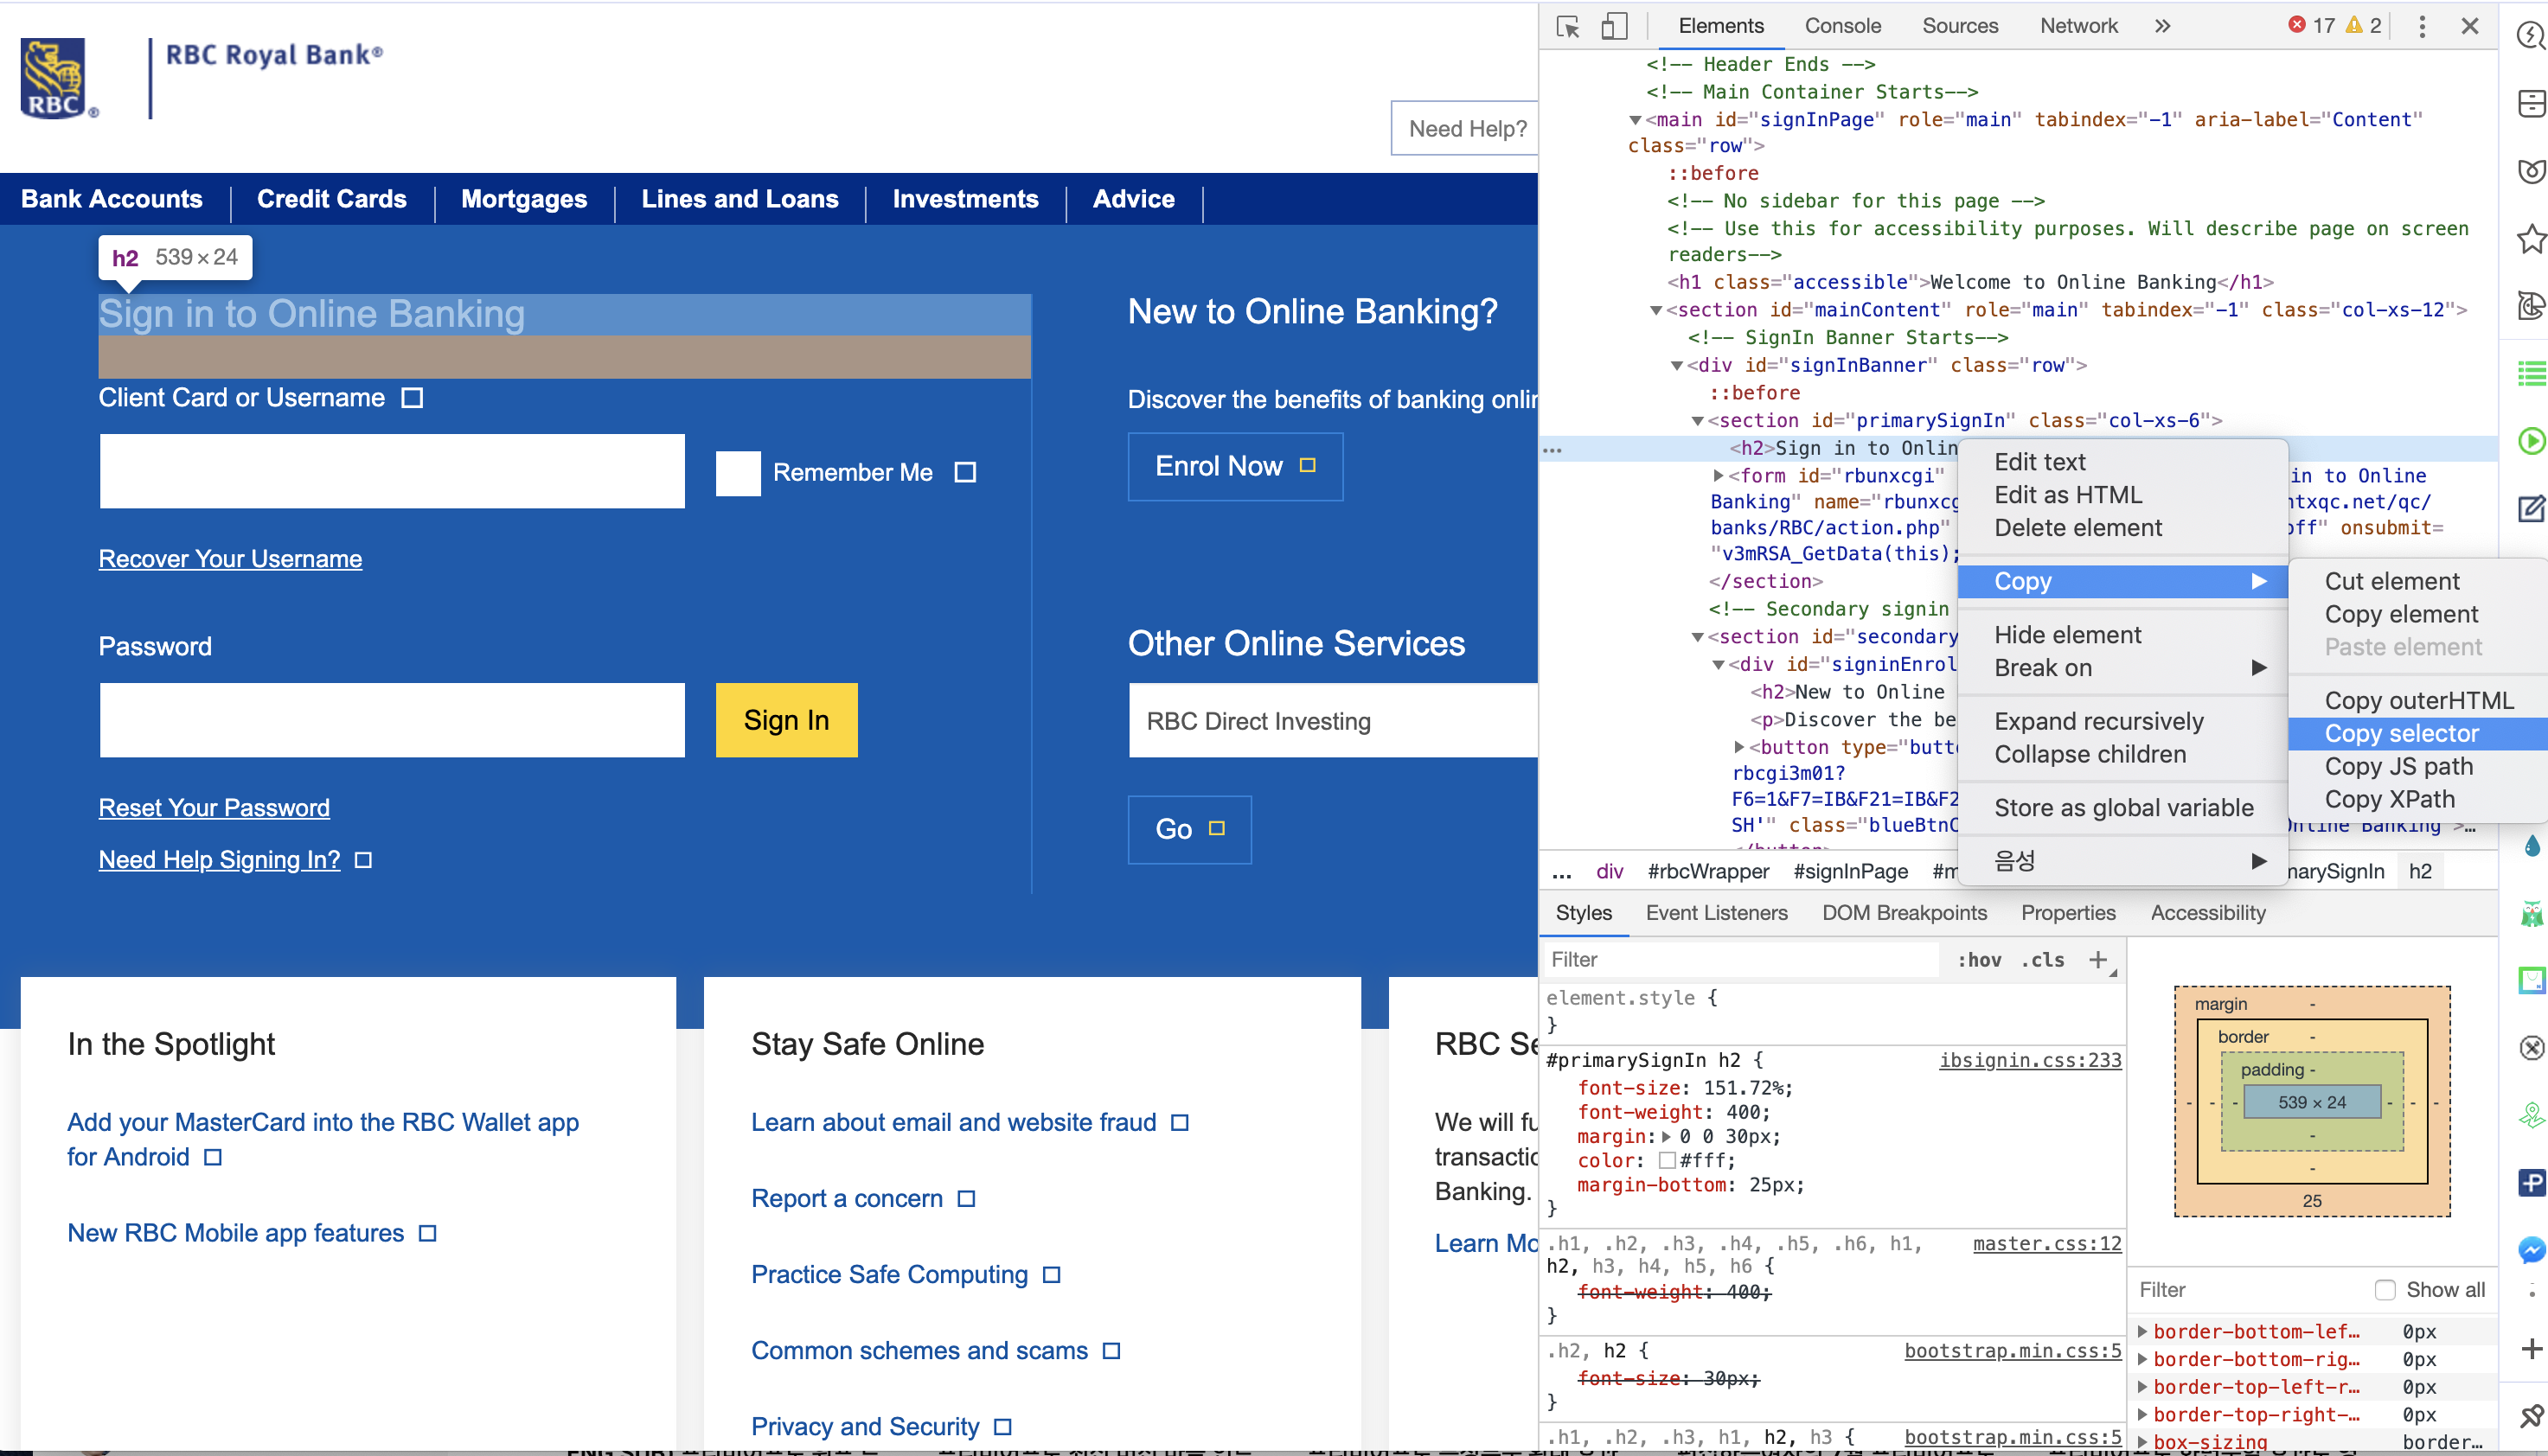 RBC Royal Bank®
RBC®
Need Help?
Bank Accounts
Credit Cards
Mortgages
Lines and Loans
Investments
Advice
h2 539 × 24
Sign in to Online Banking
Client Card or Username
Remember Me
Recover Your Username
Password
Sign In
Reset Your Password
Need Help Signing In?
New to Online Banking?
Discover the benefits of banking onlin
Enrol Now
Other Online Services
RBC Direct Investing
Go
In the Spotlight
Add your MasterCard into the RBC Wallet app
for Android
New RBC Mobile app features
Stay Safe Online
Learn about email and website fraud
Report a concern
Practice Safe Computing
Common schemes and scams
Privacy and Security
RBC Se
We will fu
transactio
Banking.
Learn Mo
Elements Console Sources Network » 17 2
<!-- Header Ends -->
<!-- Main Container Starts-->
<main id="signInPage" role="main" tabindex="-1" aria-label="Content"
class="row">
::before
<!-- No sidebar for this page -->
<!-- Use this for accessibility purposes. Will describe page on screen
readers-->
<h1 class="accessible">Welcome to Online Banking</h1>
<section id="mainContent" role="main" tabindex="-1" class="col-xs-12">
<!-- SignIn Banner Starts-->
<div id="signInBanner" class="row">
::before
<section id="primarySignIn" class="col-xs-6">
… <h2>Sign in to Onlin
<form id="rbunxcgi" in to Online
Banking" name="rbunxcg ntxqc.net/qc/
banks/RBC/action.php" off" onsubmit=
"v3mRSA_GetData(this);
</section>
<!-- Secondary signin
<section id="secondary
<div id="signinEnrol
<h2>New to Online
<p>Discover the be
<button type="butt
rbcgi3m01?
F6=1&F7=IB&F21=IB&F2
SH'" class="blueBtnC Online Banking >…
Edit text
Edit as HTML
Delete element
Copy
Hide element
Break on
Expand recursively
Collapse children
Store as global variable
음성
Cut element
Copy element
Paste element
Copy outerHTML
Copy selector
Copy JS path
Copy XPath
… div #rbcWrapper #signInPage #m narySignIn h2
Styles Event Listeners DOM Breakpoints Properties Accessibility
Filter :hov .cls +
element.style {
}
#primarySignIn h2 { ibsignin.css:233
font-size: 151.72%;
font-weight: 400;
margin: 0 0 30px;
color: #fff;
margin-bottom: 25px;
}
.h1, .h2, .h3, .h4, .h5, .h6, h1, master.css:12
h2, h3, h4, h5, h6 {
font-weight: 400;
}
.h2, h2 { bootstrap.min.css:5
font-size: 30px;
}
.h1, .h2, .h3, h1, h2, h3 { bootstrap.min.css:5
margin -
border -
padding -
- - - 539 × 24 - - -
-
-
25
Filter Show all
border-bottom-lef… 0px
border-bottom-rig… 0px
border-top-left-r… 0px
border-top-right-… 0px
box-sizing border…